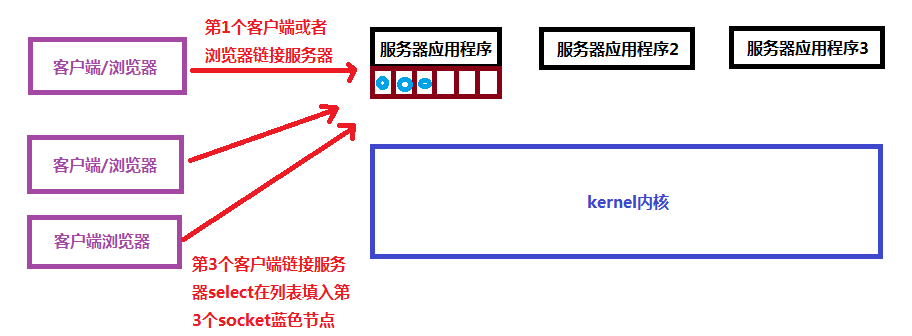 第1个客户端或者
浏览器链接服务器
客户端/浏览器
服务器应用程序
服务器应用程序2
服务器应用程序3
客户端/浏览器
kernel内核
客户端浏览器
第3个客户端链接服务
器select在列表填入第
3个socket蓝色节点